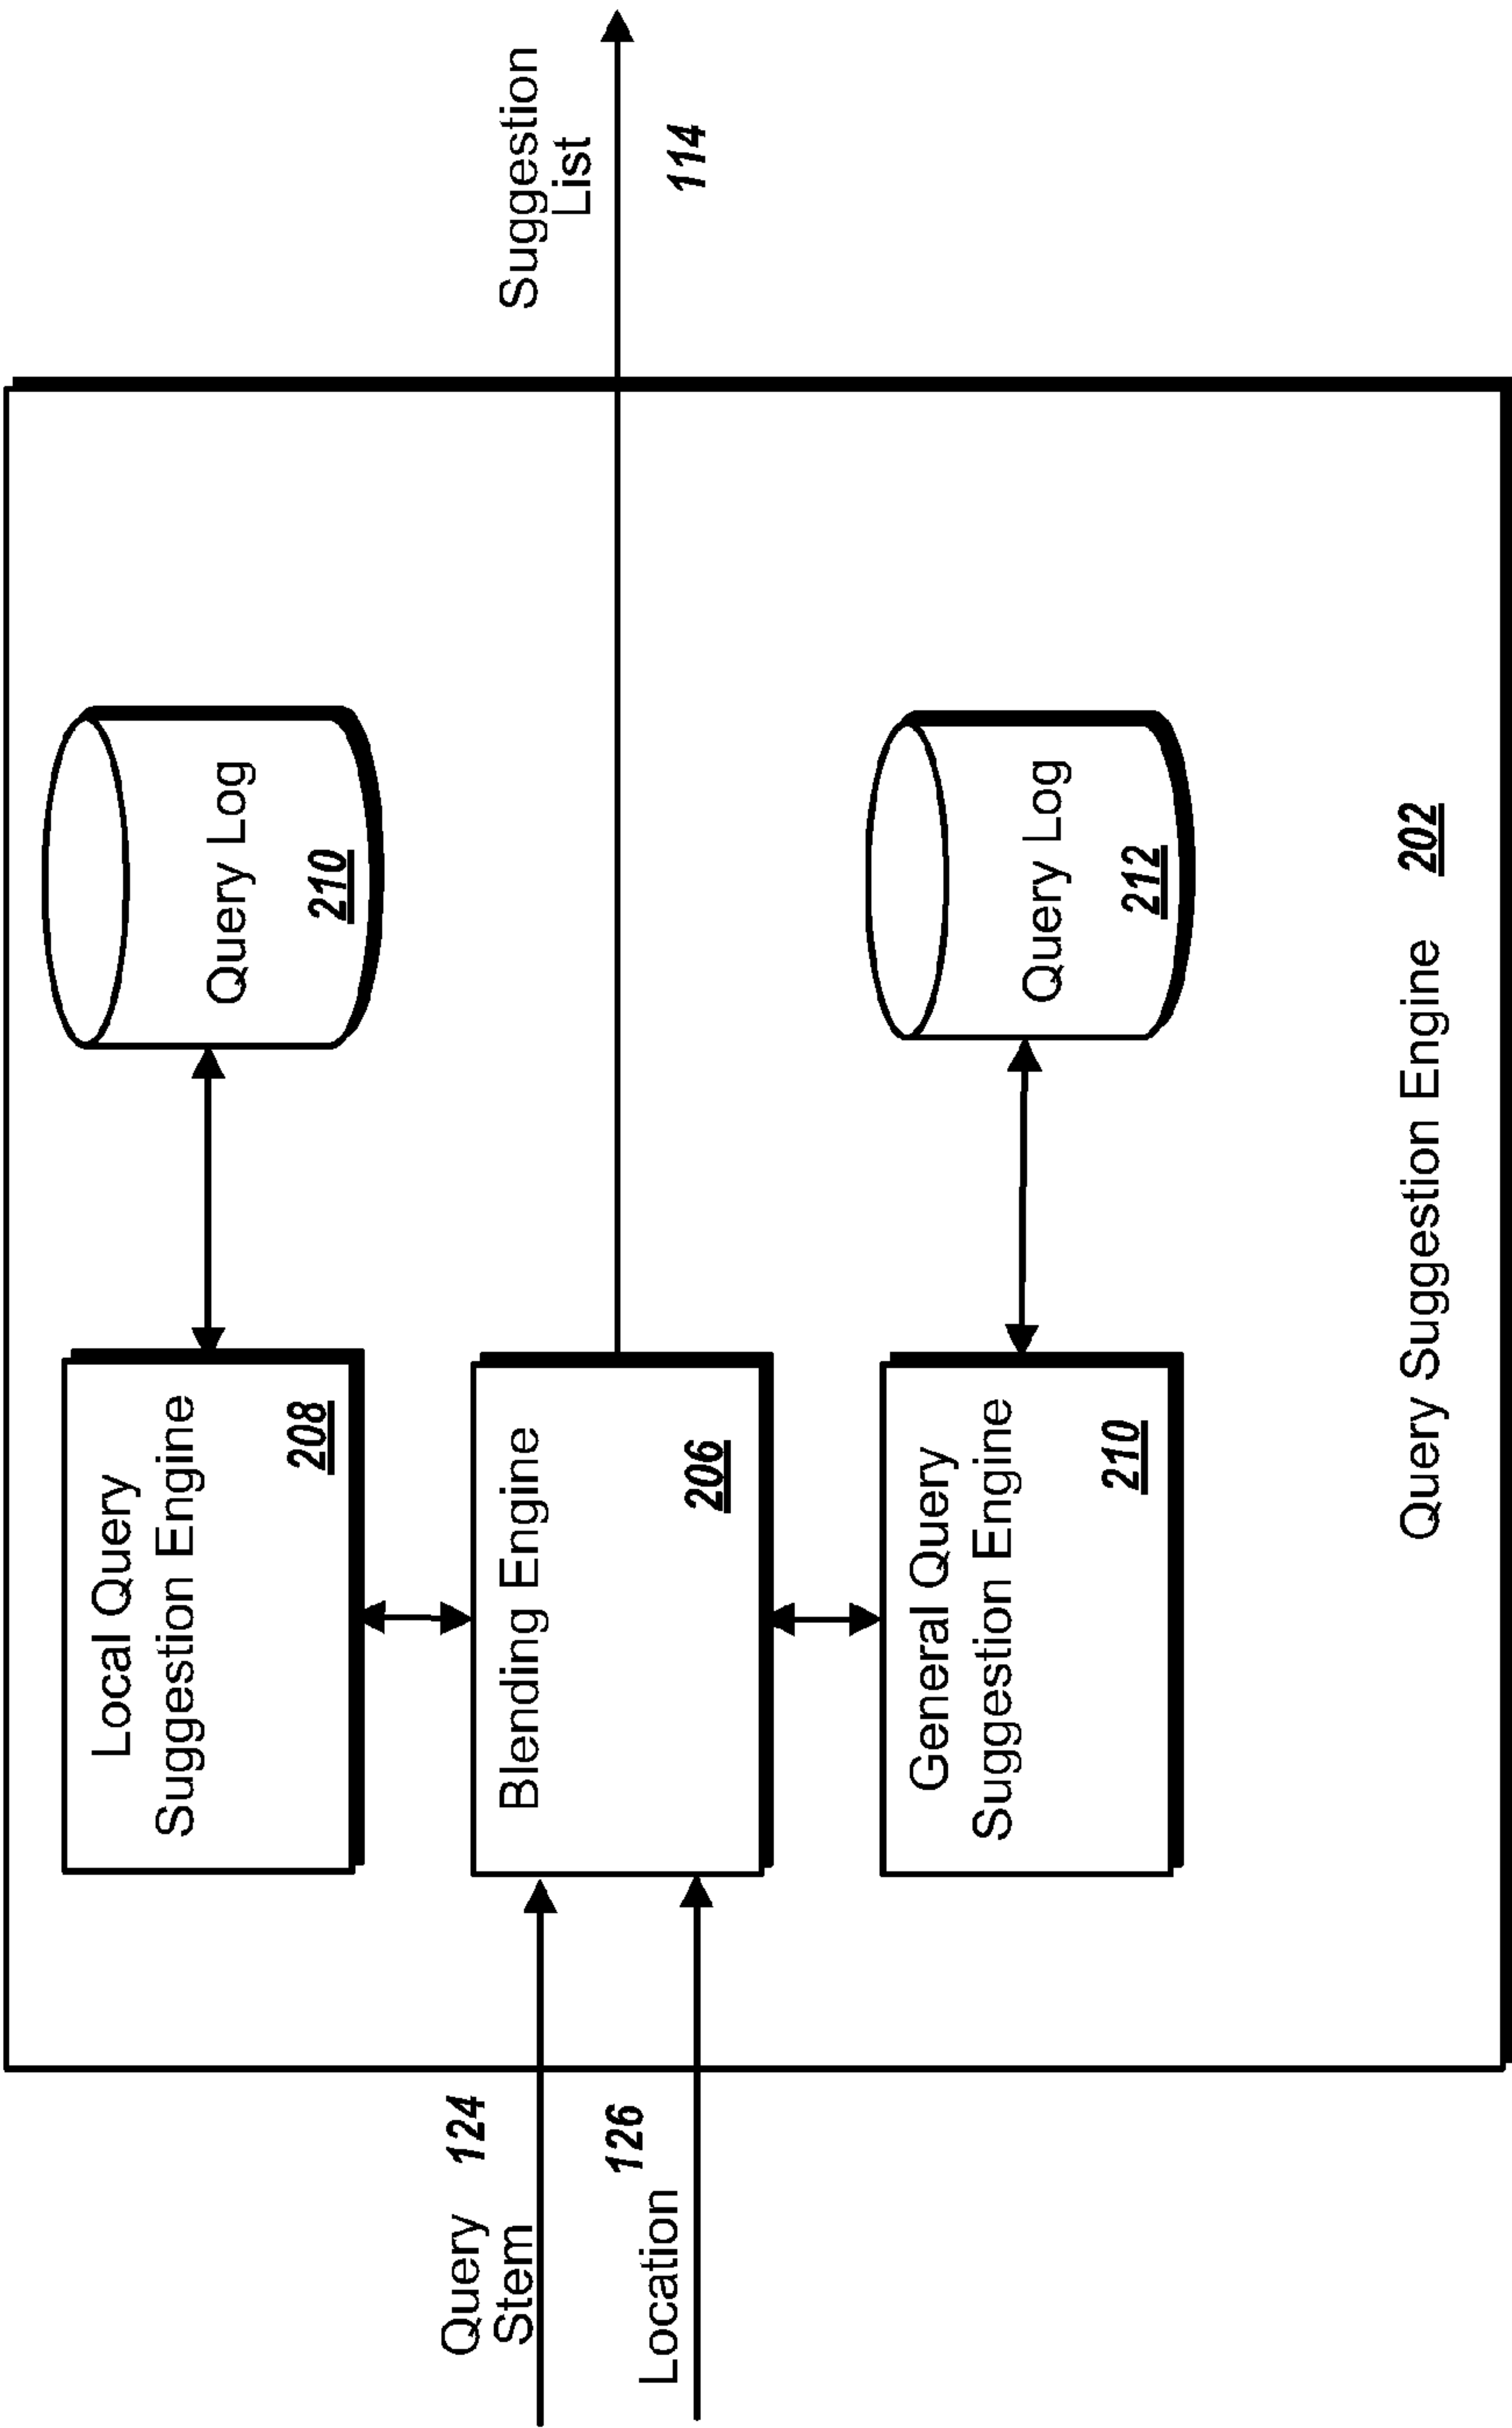 Query 124
Stem
126
Location
Local Query
Suggestion Engine
208
Query Log
210
Blending Engine
206
Suggestion
List
114
General Query
Suggestion Engine
210
Query Log
212
Query Suggestion Engine 202